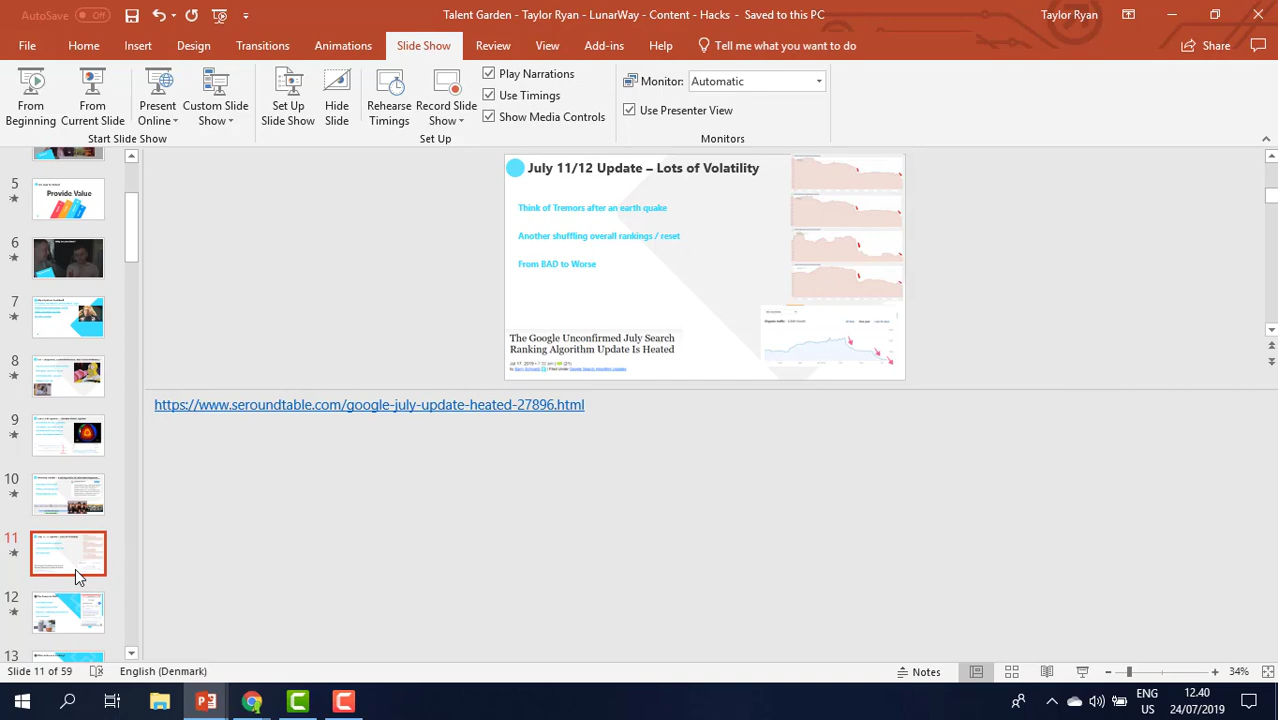 AutoSave Off
Talent Garden - Taylor Ryan - LunarWay - Content - Hacks - Saved to this PC
Taylor Ryan
File Home Insert Design Transitions Animations Slide Show Review View Add-ins Help Tell me what you want to do Share
From Beginning
From Current Slide
Present Online
Custom Slide Show
Start Slide Show
Set Up Slide Show
Hide Slide
Rehearse Timings
Record Slide Show
Play Narrations
Use Timings
Show Media Controls
Set Up
Monitor: Automatic
Use Presenter View
Monitors
5
Provide Value
6
7
8
9
10
11
12
13
July 11/12 Update – Lots of Volatility
Think of Tremors after an earth quake
Another shuffling overall rankings / reset
From BAD to Worse
The Google Unconfirmed July Search
Ranking Algorithm Update Is Heated
https://www.seroundtable.com/google-july-update-heated-27896.html
Slide 11 of 59 English (Denmark) Notes 34%
ENG
US
12.40
24/07/2019